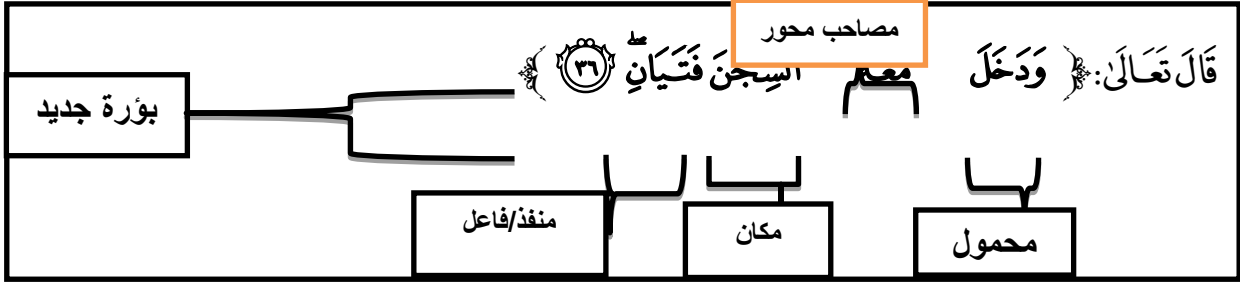 مصاحب محور
قَالَ تَعَالَىٰ: ﴿ وَدَخَلَ مَعَهُ السِّجْنَ فَتَيَانِۖ ٣٦ ﴾
بؤرة جديد
منفذ/فاعل
مكان
محمول